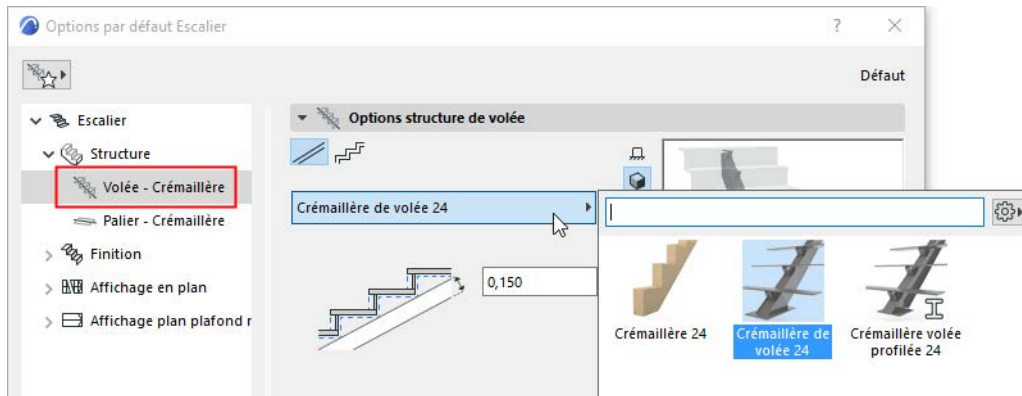 Options par défaut Escalier
?
Défaut
Escalier
Structure
Volée - Crémaillère
Palier - Crémaillère
Finition
Affichage en plan
Affichage plan plafond r
Options structure de volée
Crémaillère de volée 24
0,150
Crémaillère 24
Crémaillère de
volée 24
Crémaillère volée
profilée 24